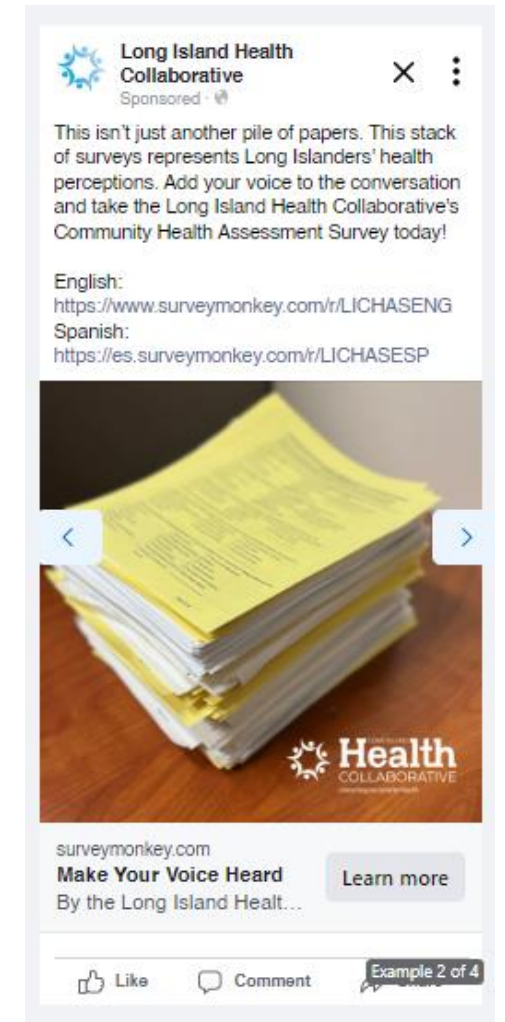 Long Island Health
Collaborative
Sponsored ·
This isn't just another pile of papers. This stack
of surveys represents Long Islanders' health
perceptions. Add your voice to the conversation
and take the Long Island Health Collaborative's
Community Health Assessment Survey today!
English:
https://www.surveymonkey.com/r/LICHASENG
Spanish:
https://es.surveymonkey.com/r/LICHASESP
Health
COLLABORATIVE
surveymonkey.com
Make Your Voice Heard
By the Long Island Healt...
Learn more
Like
Comment
Example 2 of 4